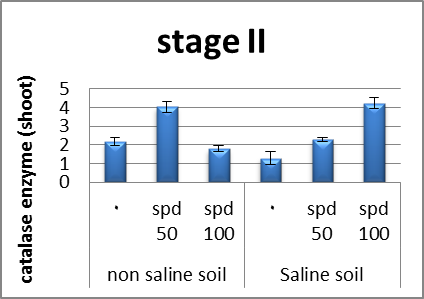 stage II
catalase enzyme (shoot)
5
4
3
2
1
0
. spd spd . spd spd
50 100 50 100
non saline soil Saline soil